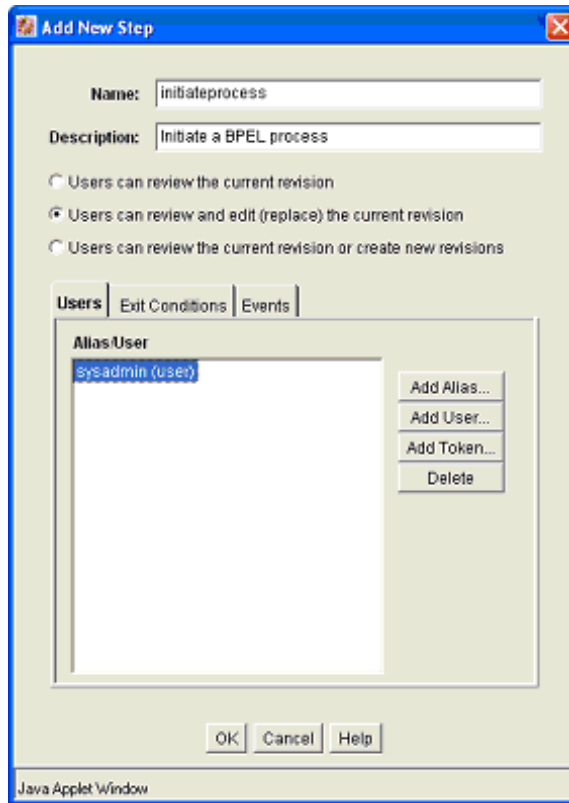 Add New Step
Name: initiateprocess
Description: Initiate a BPEL process
Users can review the current revision
Users can review and edit (replace) the current revision
Users can review the current revision or create new revisions
Users Exit Conditions Events
Alias/User
sysadmin (user)
Add Alias...
Add User...
Add Token...
Delete
OK Cancel Help
Java Applet Window